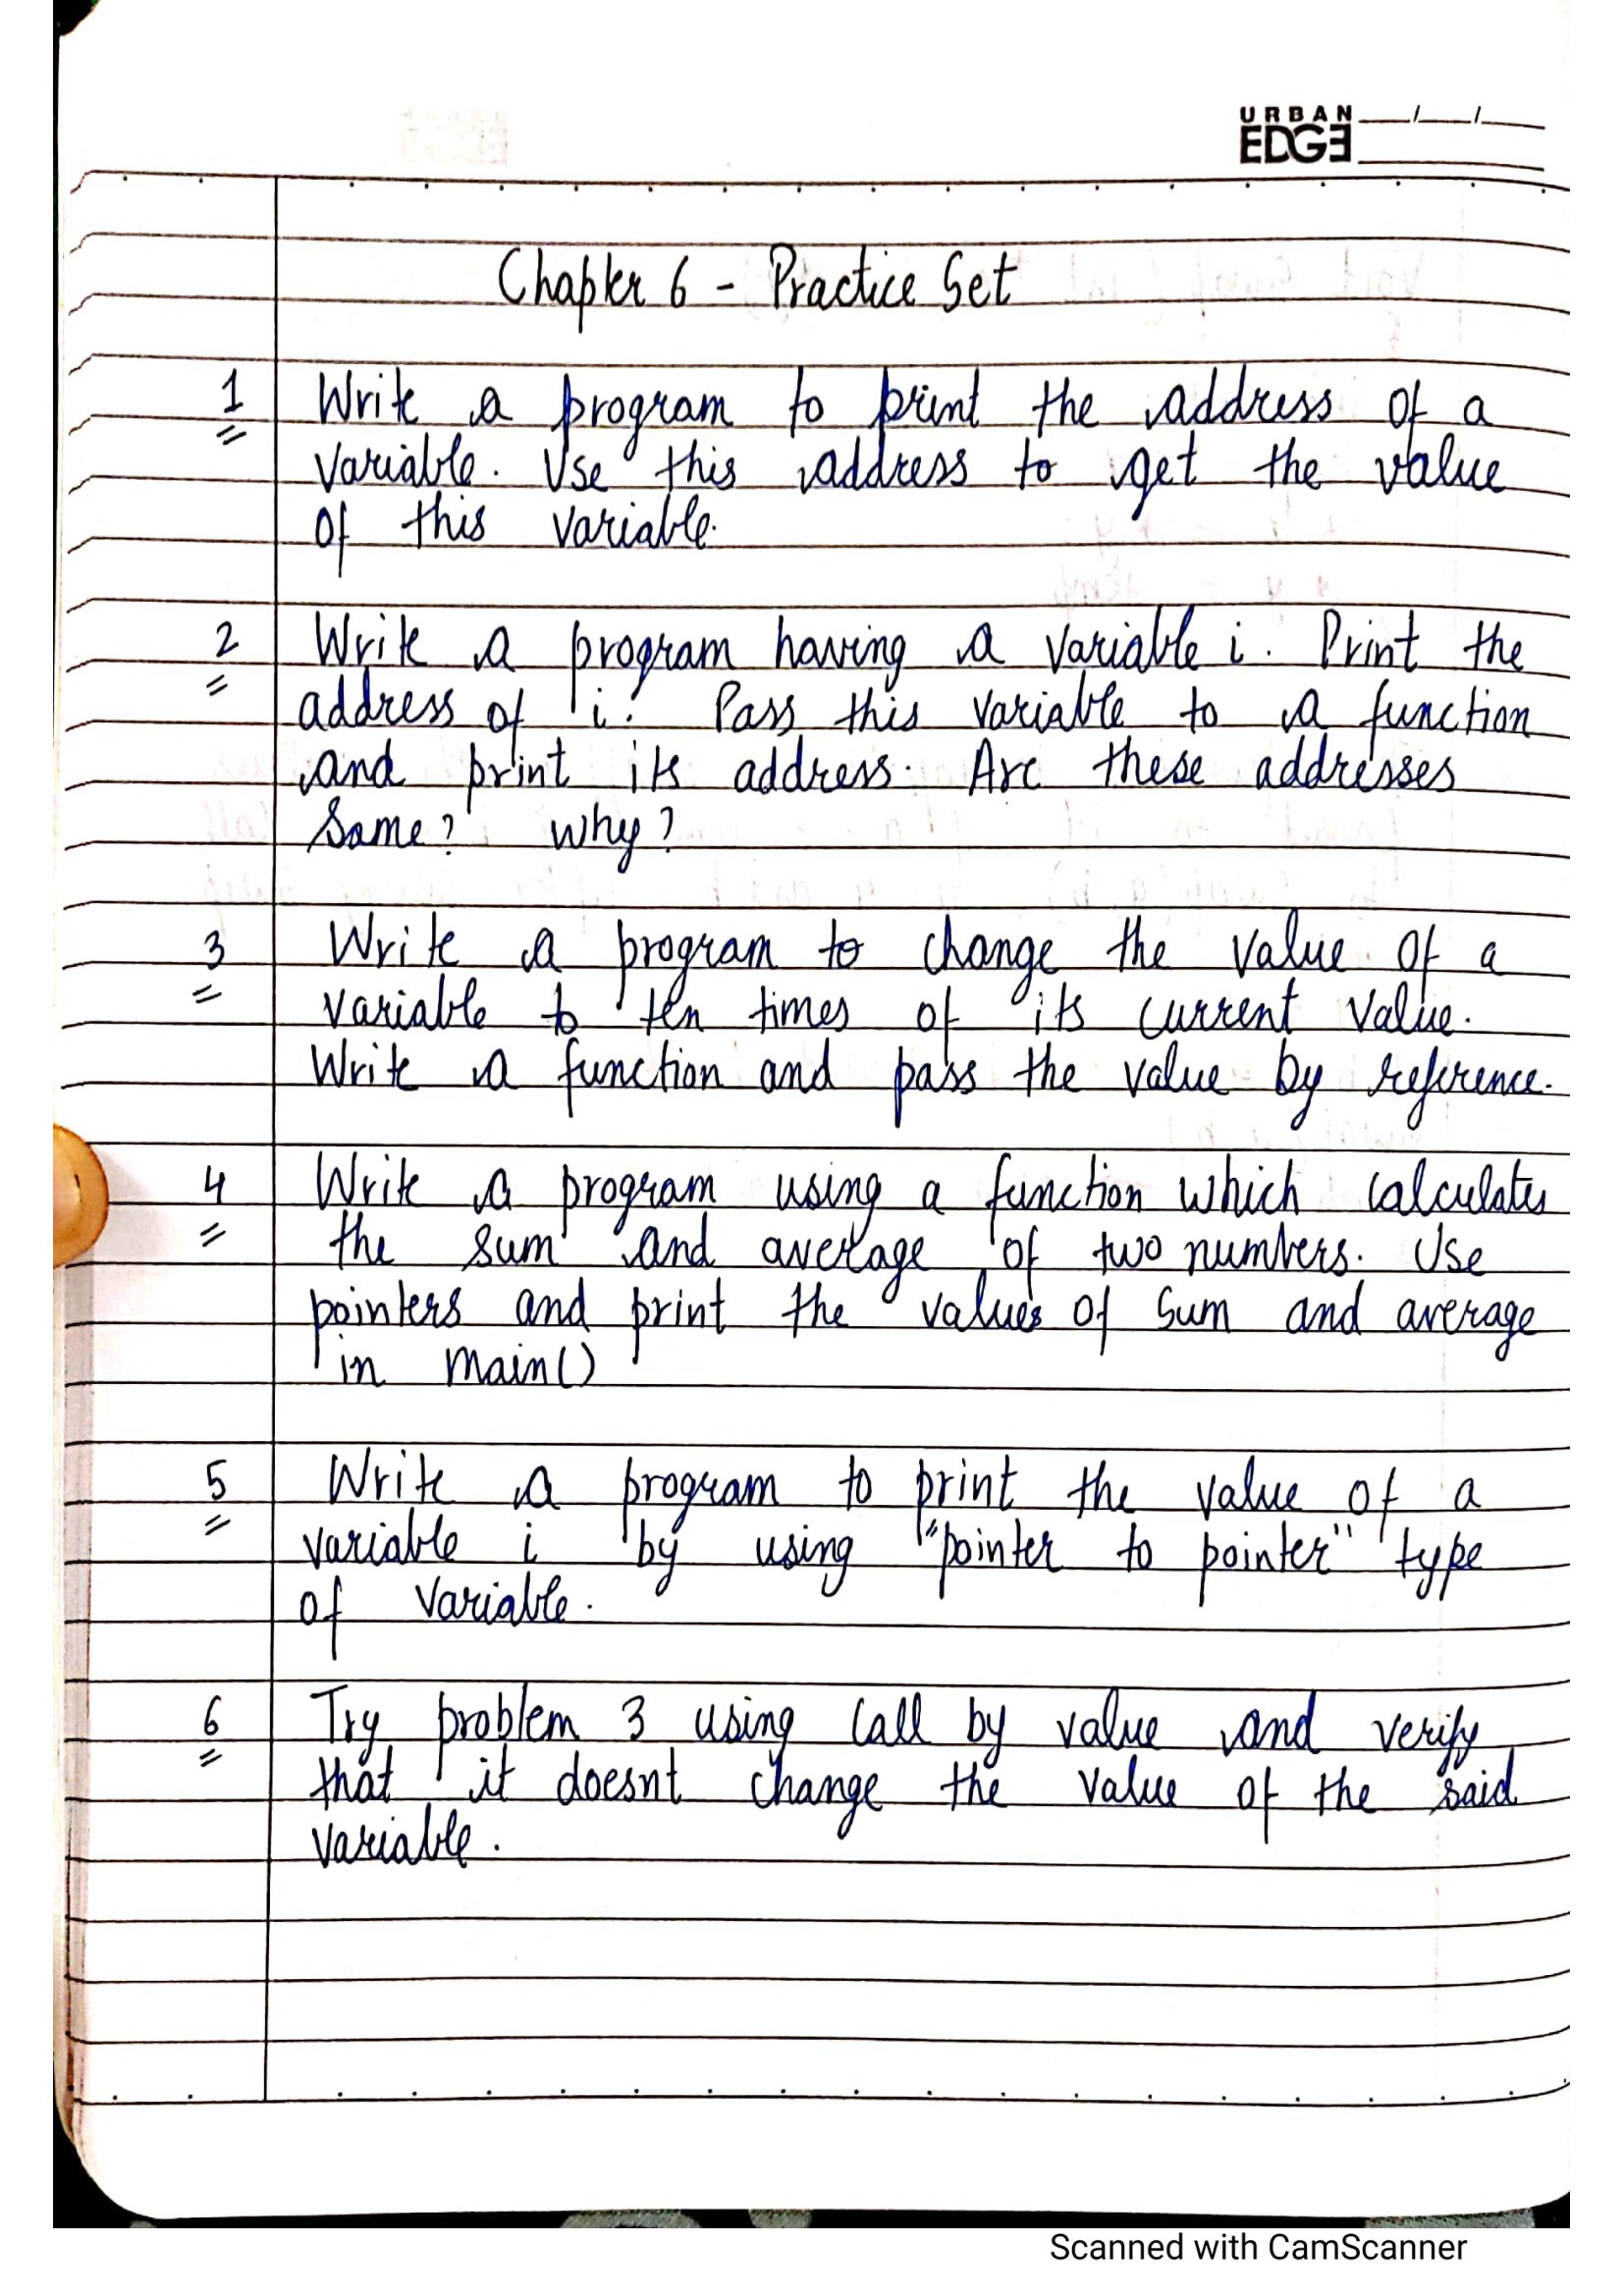 URBAN
EDGE
Chapter 6 - Practice Set
1 Write a program to print the address of a
variable. Use this address to get the value
of this variable.
2 Write a program having a variable i. Print the
address of i. Pass this variable to a function
and print its address. Are these addresses
same? why?
3 Write a program to change the value of a
variable to ten times of its current value.
Write a function and pass the value by reference.
4 Write a program using a function which calculates
the sum and average of two numbers. Use
pointers and print the values of sum and average
in main()
5 Write a program to print the value of a
variable i by using "pointer to pointer" type
of variable.
6 Try problem 3 using call by value and verify
that it doesnt change the value of the said
variable.
Scanned with CamScanner